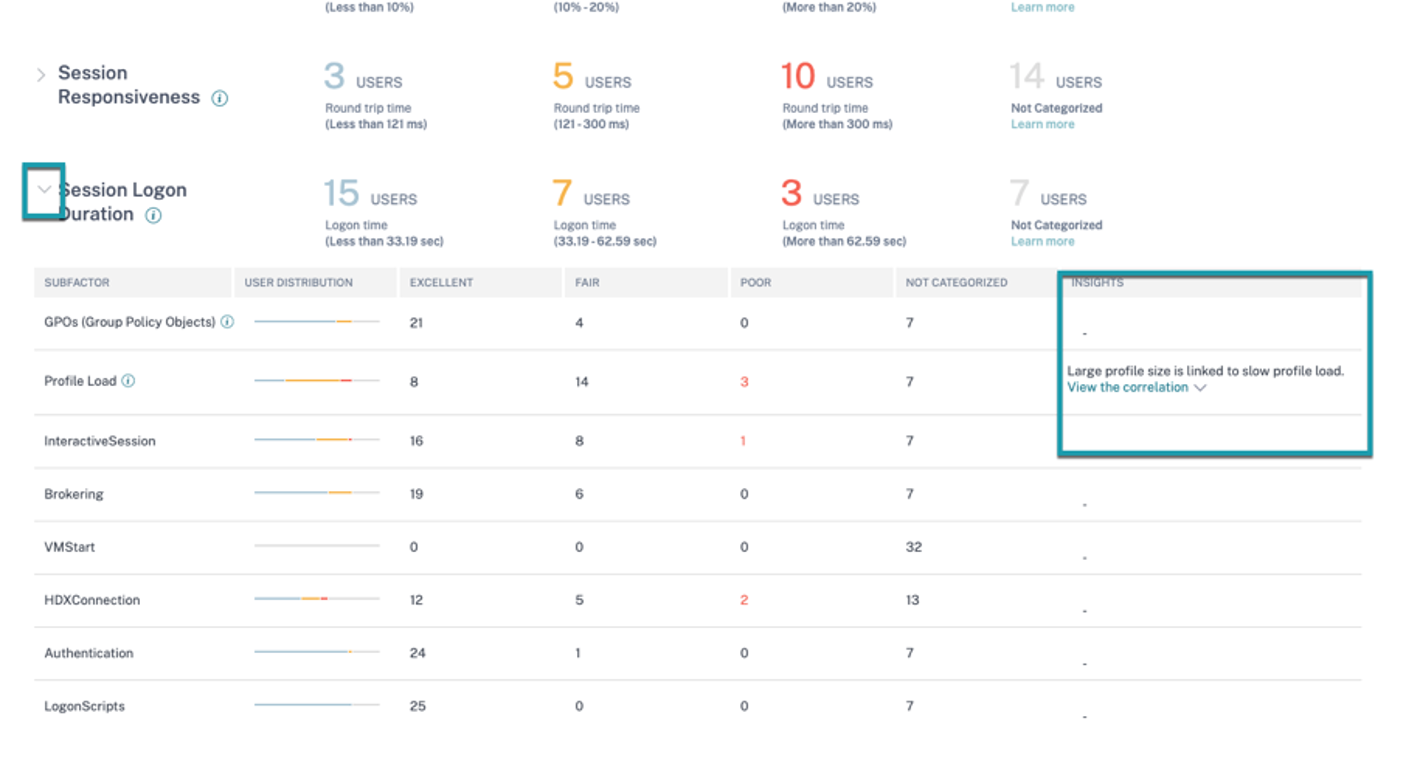 (Less than 10%) (10% - 20%) (More than 20%) Learn more
Session Responsiveness
3 USERS 5 USERS 10 USERS 14 USERS
Round trip time Round trip time Round trip time Not Categorized
(Less than 121 ms) (121 - 300 ms) (More than 300 ms) Learn more
Session Logon Duration
15 USERS 7 USERS 3 USERS 7 USERS
Logon time Logon time Logon time Not Categorized
(Less than 33.19 sec) (33.19 - 62.59 sec) (More than 62.59 sec) Learn more
SUBFACTOR USER DISTRIBUTION EXCELLENT FAIR POOR NOT CATEGORIZED INSIGHTS
GPOs (Group Policy Objects) 21 4 0 7 -
Profile Load 8 14 3 7 Large profile size is linked to slow profile load.
View the correlation
InteractiveSession 16 8 1 7
Brokering 19 6 0 7 -
VMStart 0 0 0 32 -
HDXConnection 12 5 2 13 -
Authentication 24 1 0 7 -
LogonScripts 25 0 0 7 -